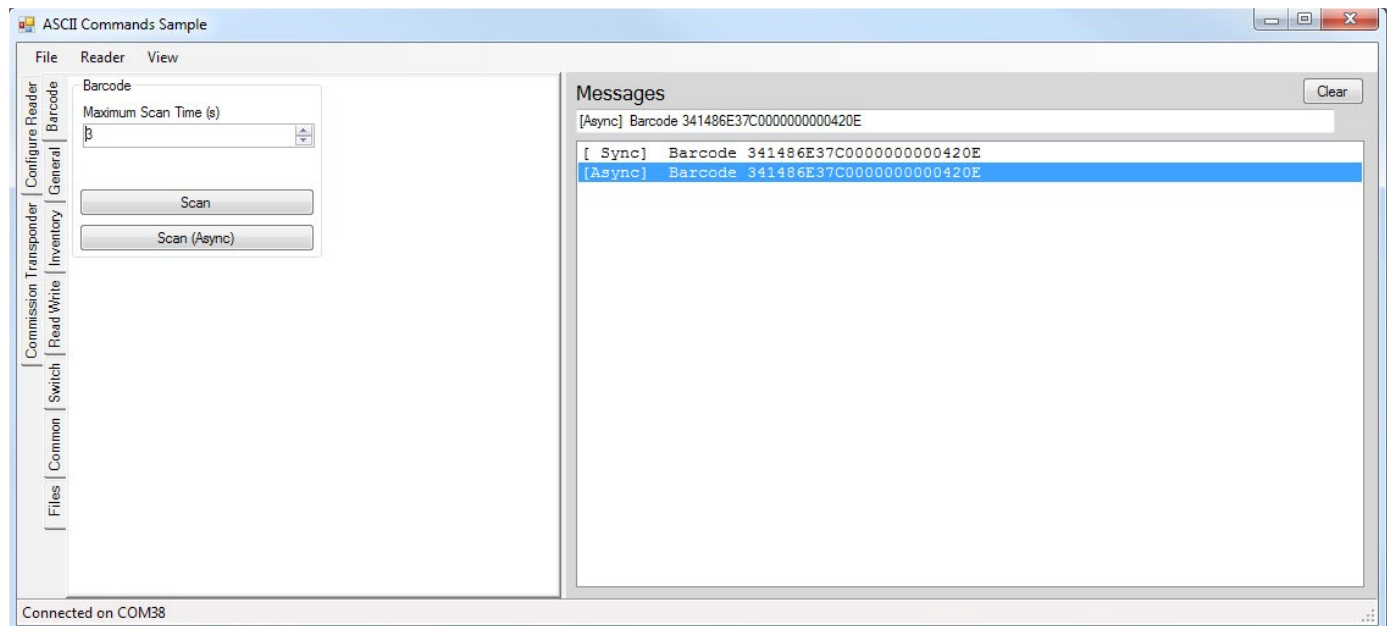 ASCII Commands Sample
File Reader View
Configure Reader
Commission Transponder
Barcode
General
Inventory
Read Write
Switch
Common
Files
Barcode
Maximum Scan Time (s)
3
Scan
Scan (Async)
Messages
Clear
[Async] Barcode 341486E37C0000000000420E
[ Sync] Barcode 341486E37C0000000000420E
[Async] Barcode 341486E37C0000000000420E
Connected on COM38